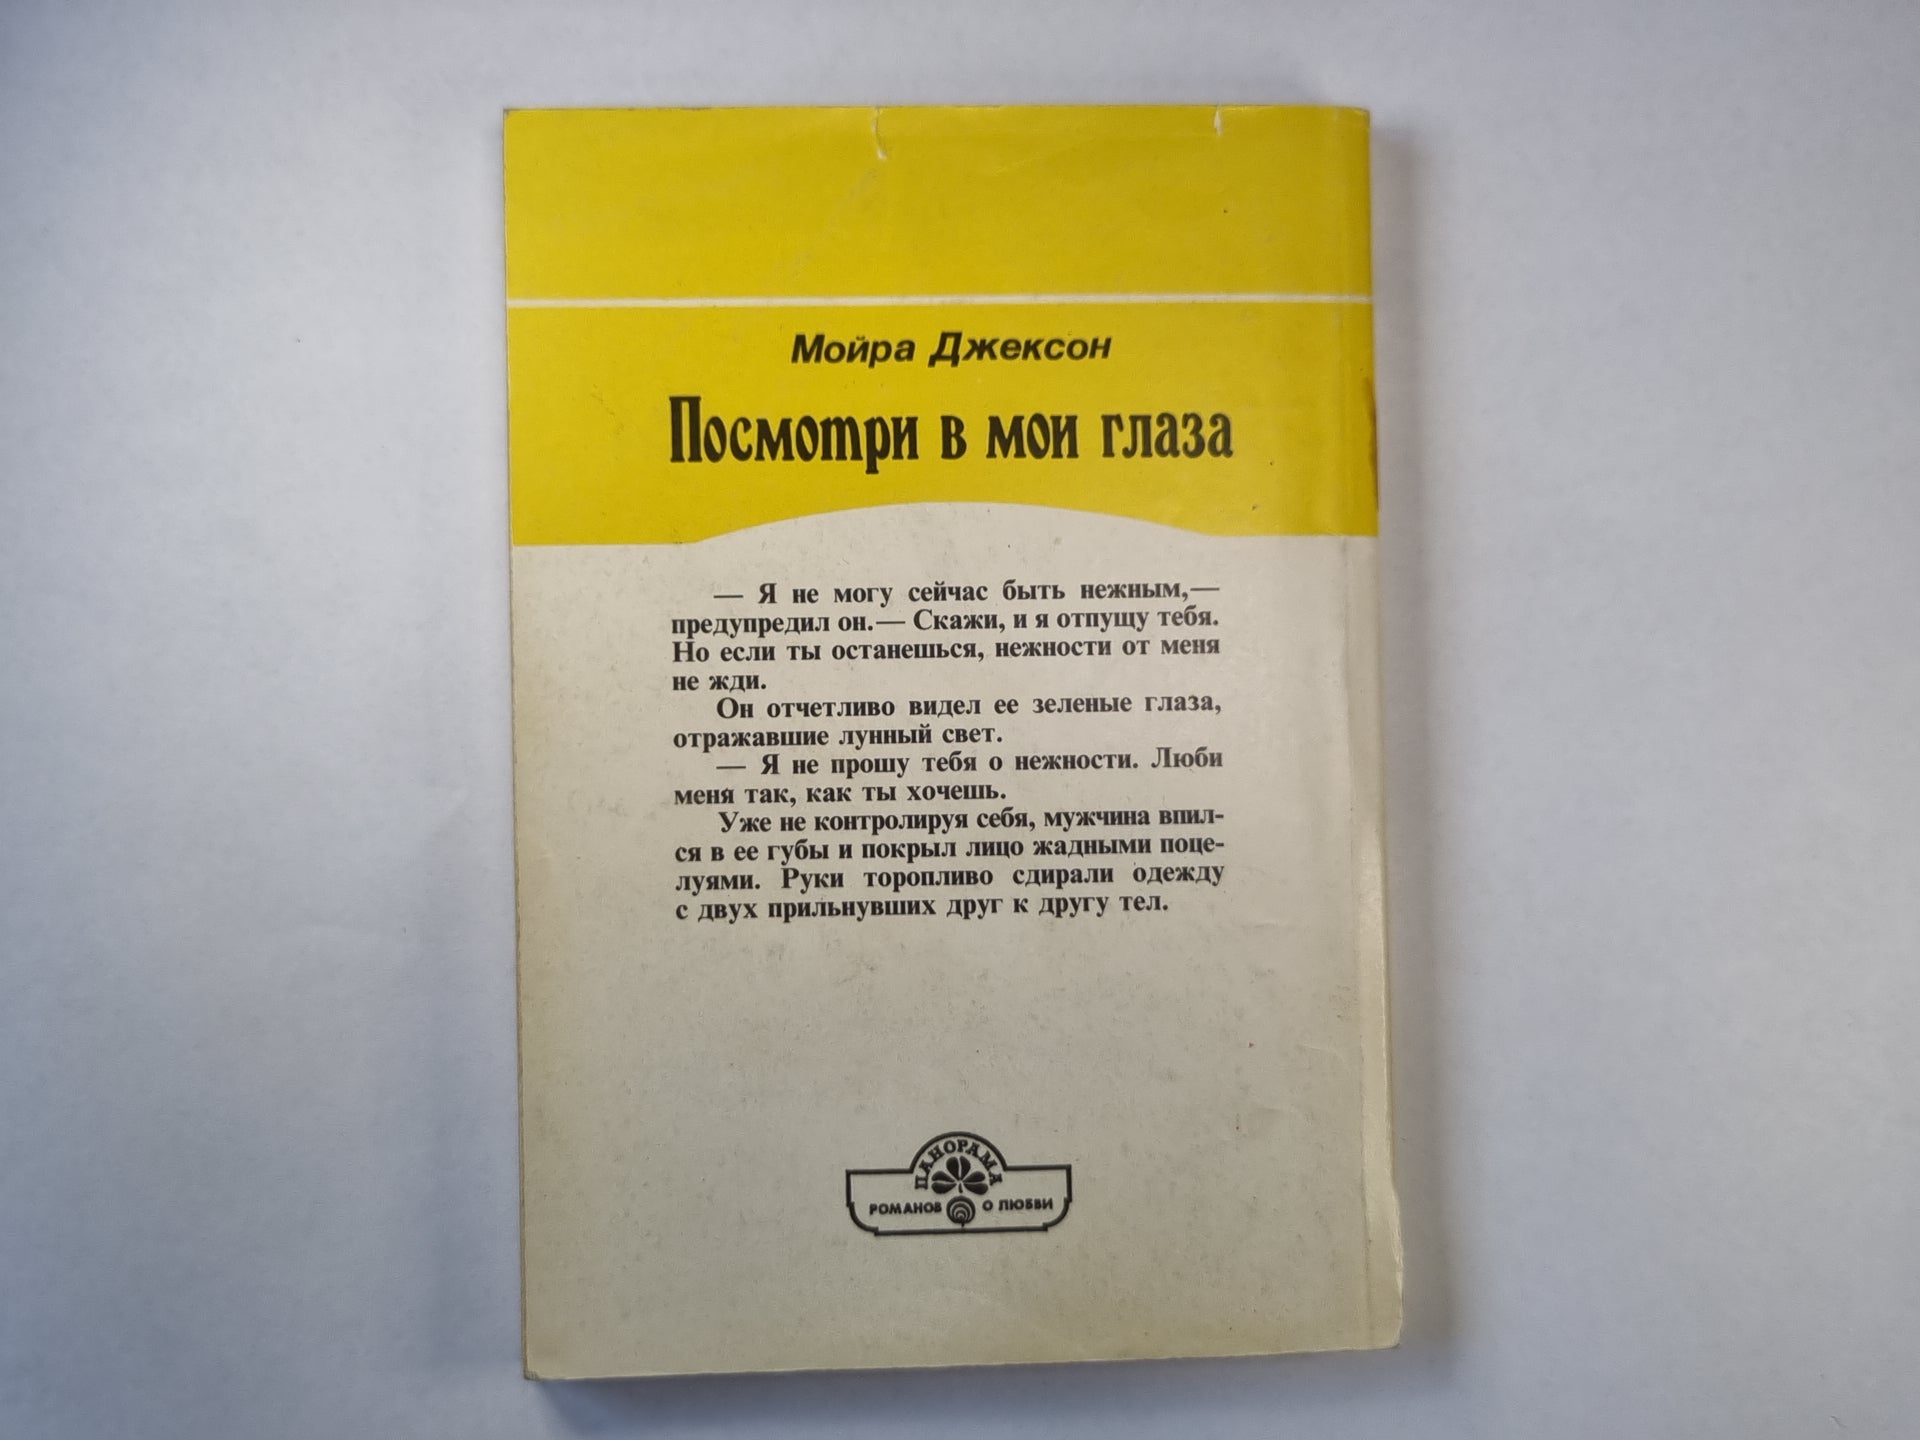 Мойра Джексон
Посмотри в мои глаза
— Я не могу сейчас быть нежным,—
предупредил он.— Скажи, и я отпущу тебя.
Но если ты останешься, нежности от меня
не жди.
Он отчетливо видел ее зеленые глаза,
отражавшие лунный свет.
— Я не прошу тебя о нежности. Люби
меня так, как ты хочешь.
Уже не контролируя себя, мужчина впил-
ся в ее губы и покрыл лицо жадными поце-
луями. Руки торопливо сдирали одежду
с двух прильнувших друг к другу тел.
ПАНОРАМА
РОМАНОВ О ЛЮБВИ